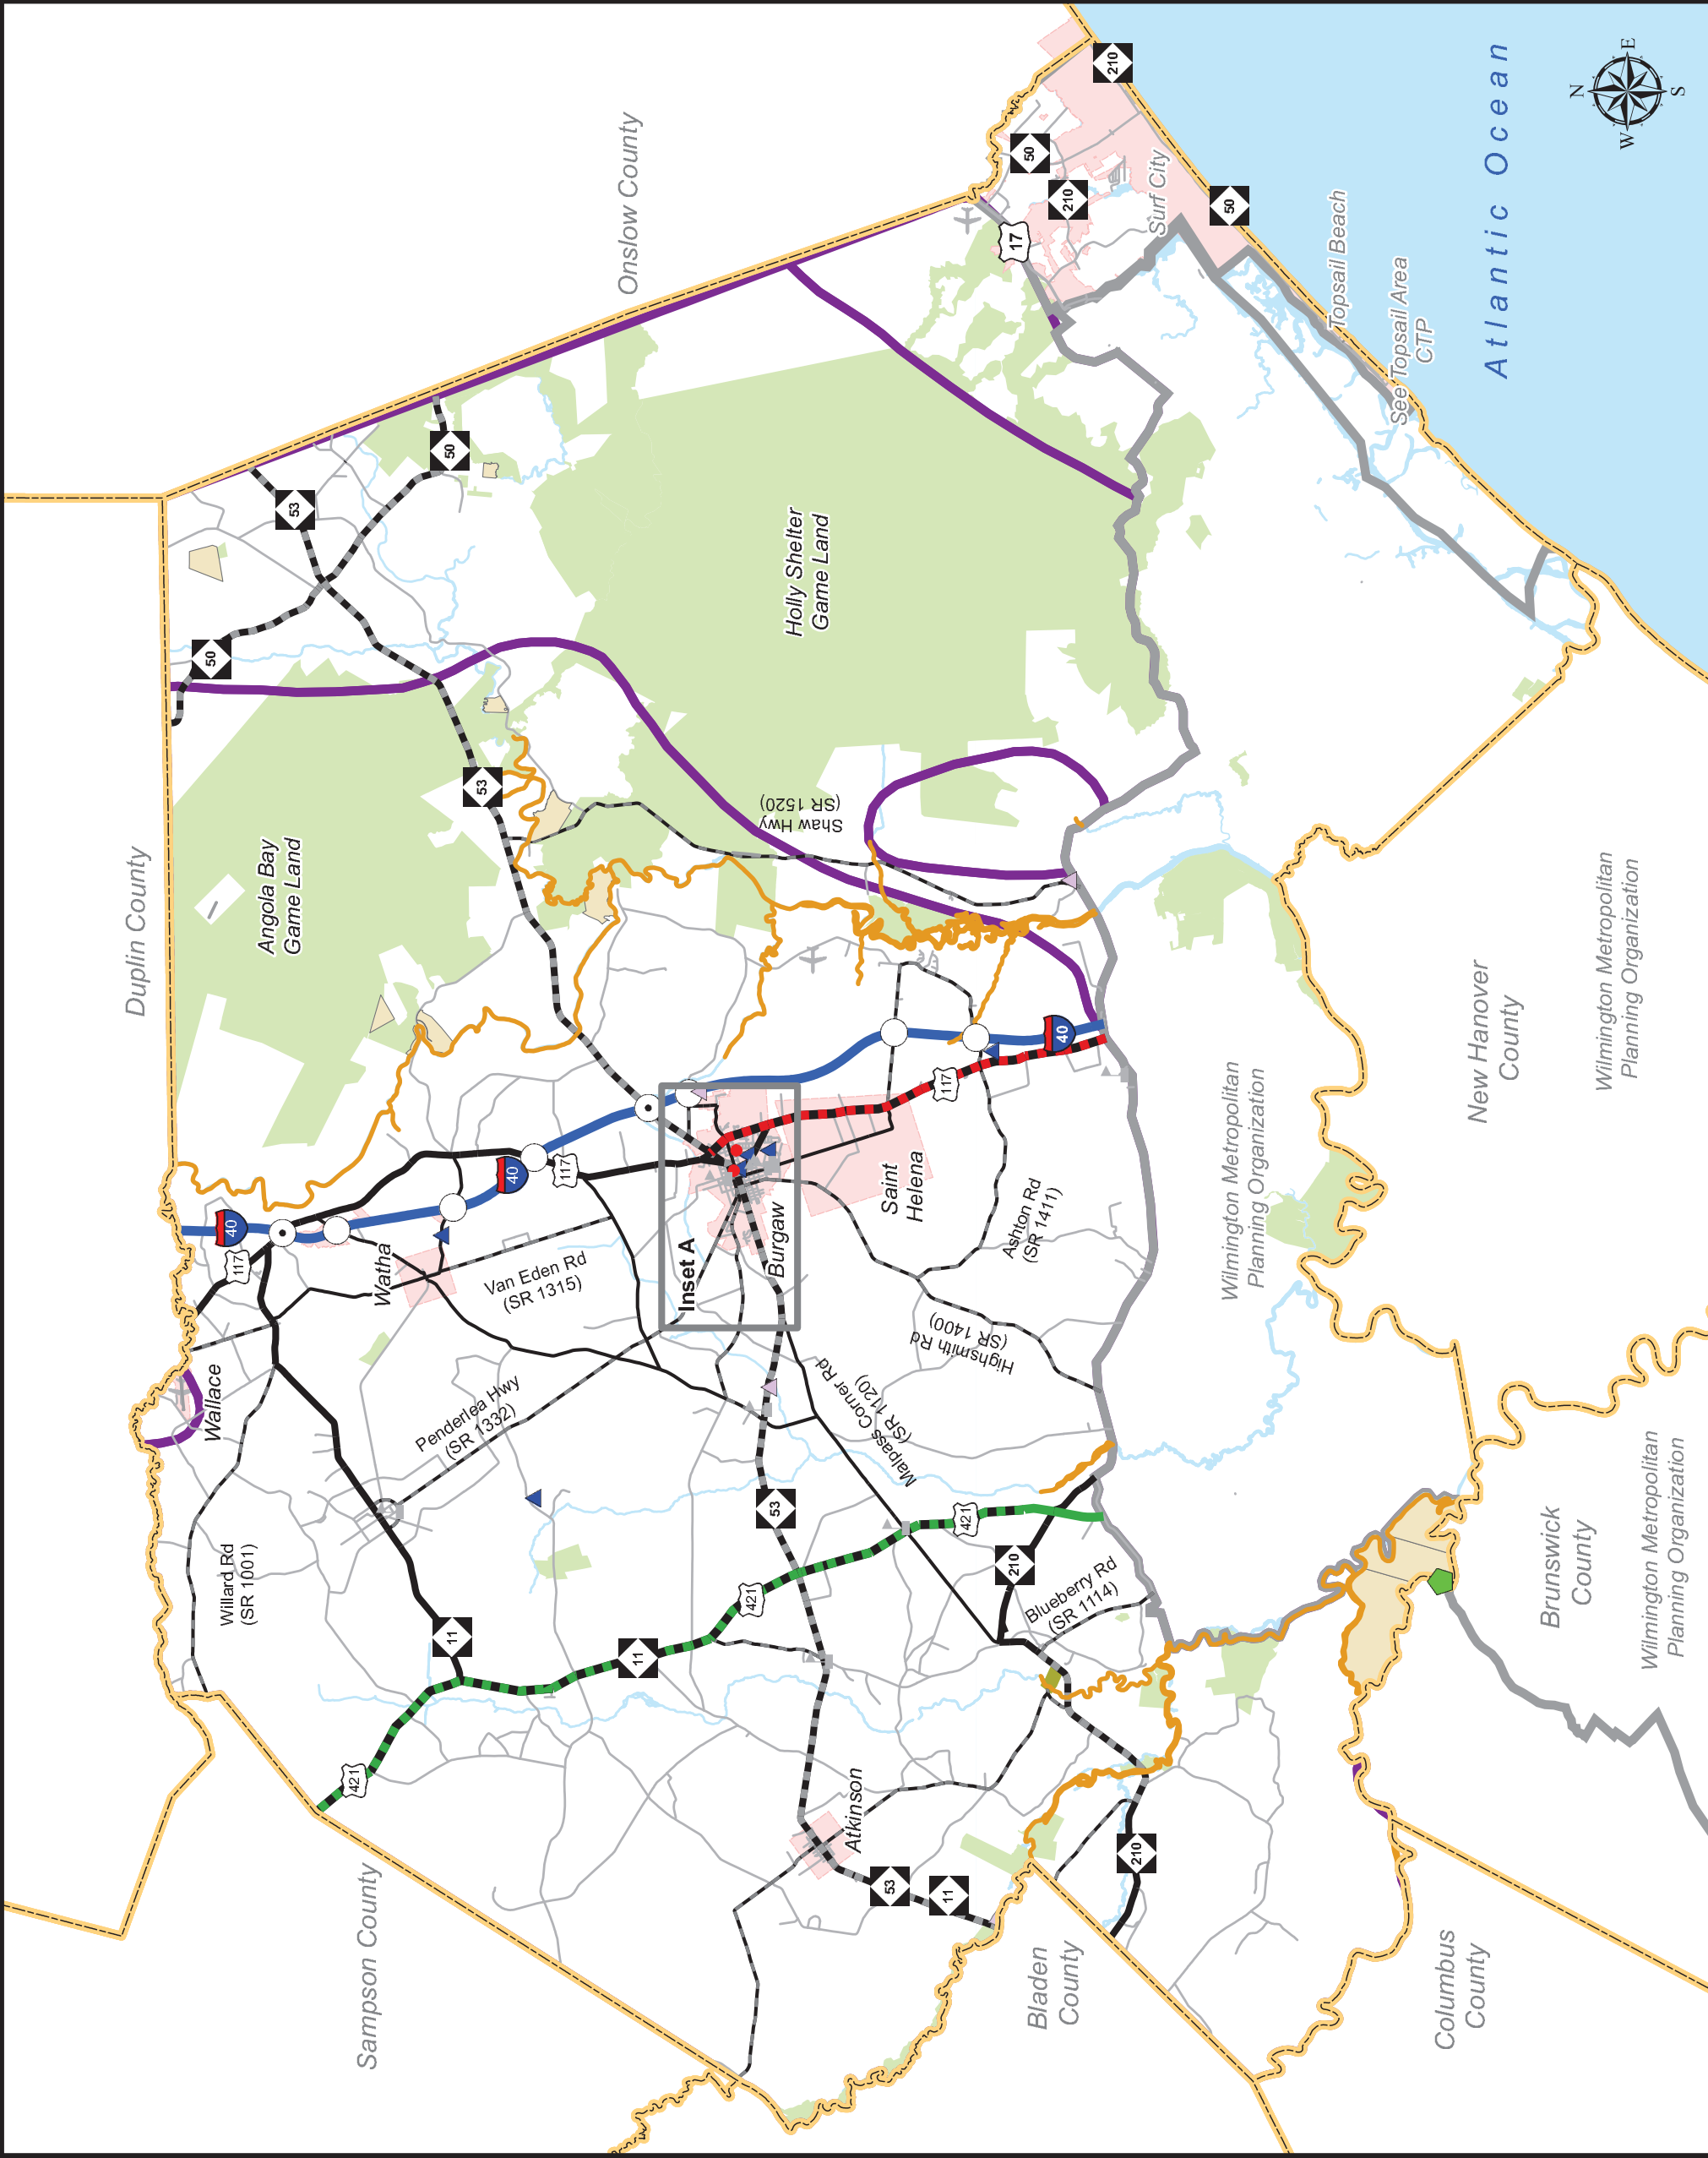 210
50
210
17
Surf City
50
Topsail Beach
See Topsail Area
CTP
Atlantic Ocean
N
E
S
W
Onslow County
50
53
50
Holly Shelter
Game Land
53
Duplin County
Angola Bay
Game Land
Shaw Hwy
(SR 1520)
40
117
40
117
40
117
Watha
Van Eden Rd
(SR 1315)
Inset A
Burgaw
Saint
Helena
Ashton Rd
(SR 1411)
Highsmith Rd
(SR 1400)
Malpass Corner Rd
(SR 1120)
Wallace
Penderlea Hwy
(SR 1332)
Willard Rd
(SR 1001)
11
11
421
53
421
210
Blueberry Rd
(SR 1114)
421
Atkinson
53
11
210
Sampson County
Bladen
County
Columbus
County
Brunswick
County
Wilmington Metropolitan
Planning Organization
Wilmington Metropolitan
Planning Organization
New Hanover
County
Wilmington Metropolitan
Planning Organization